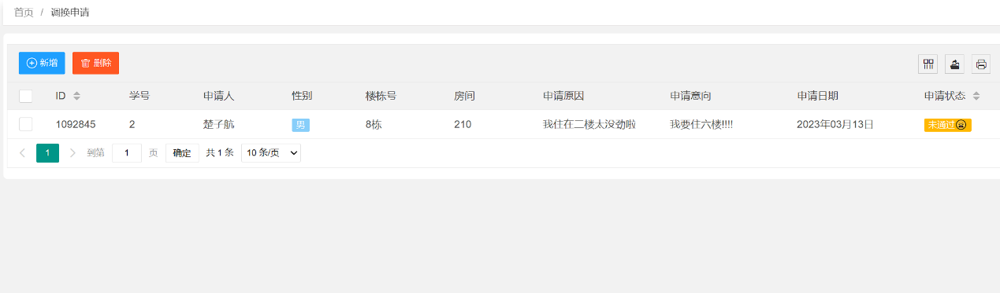 首页 / 调换申请
新增 删除
ID 学号 申请人 性别 楼栋号 房间 申请原因 申请意向 申请日期 申请状态
1092845 2 楚子航 男 8栋 210 我住在二楼太没劲啦 我要住六楼!!!! 2023年03月13日 未通过
1 到第 1 页 确定 共 1 条 10 条/页